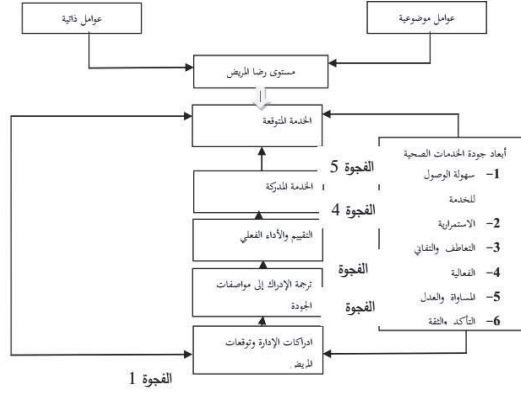 عوامل موضوعية
عوامل ذاتية
مستوى رضا المريض
الخدمة المتوقعة
أبعاد جودة الخدمات الصحية
1- سهولة الوصول
للخدمة
2- الاستمرارية
3- التعاطف والتفاني
4- الفعالية
5- المساواة والعدل
6- التأكد والثقة
الفجوة 5
الخدمة المدركة
الفجوة 4
التقييم والأداء الفعلي
الفجوة
ترجمة الإدراك إلى مواصفات
الجودة
الفجوة
ادراكات الإدارة وتوقعات
المريض
الفجوة 1